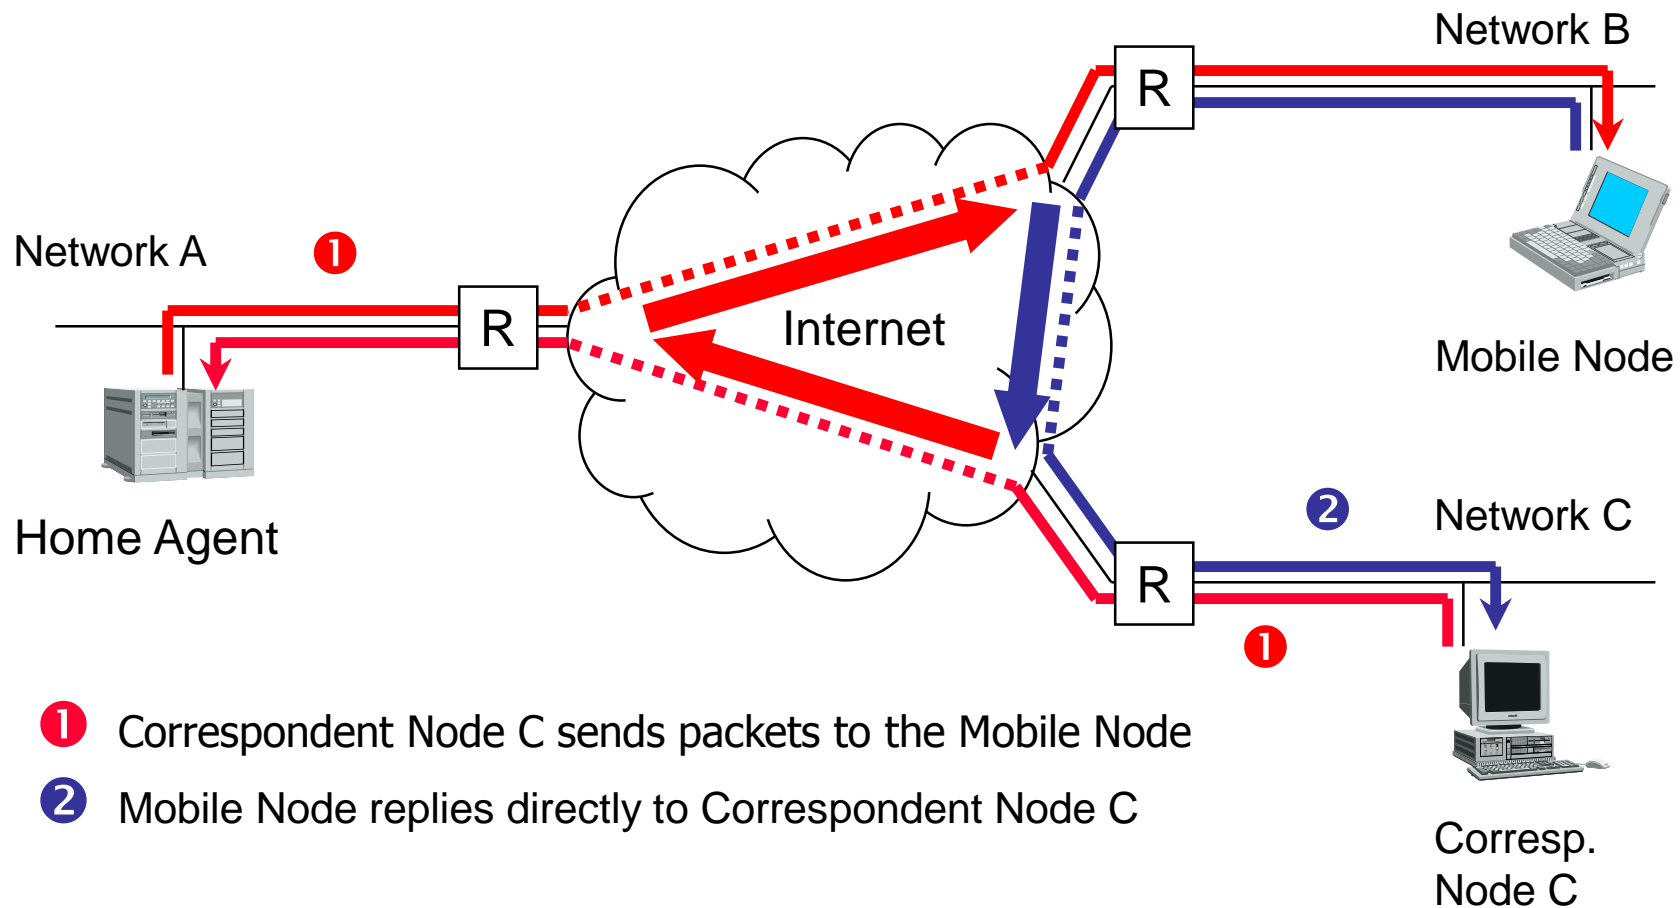 Network B
R
Network A
❶
R
Internet
Mobile Node
Home Agent
❷
Network C
R
❶
❶ Correspondent Node C sends packets to the Mobile Node
❷ Mobile Node replies directly to Correspondent Node C
Corresp.
Node C